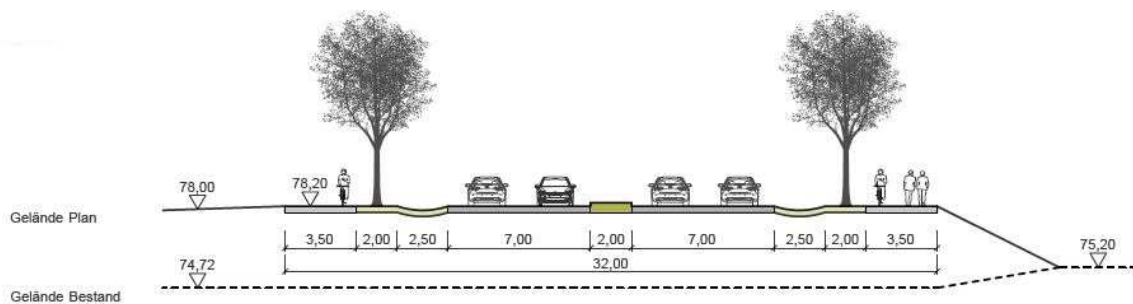 78,00
78,20
Gelände Plan
3,50 2,00 2,50 7,00 2,00 7,00 2,50 2,00 3,50
74,72 32,00 75,20
Gelände Bestand